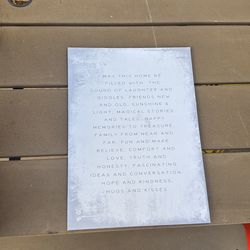 MAY THIS HOME BE
FILLED WITH THE
SOUND OF LAUGHTER AND
GIGGLES, FRIENDS NEW
AND OLD, SUNSHINE &
LIGHT, MAGICAL STORIES
AND TALES, HAPPY
MEMORIES TO TREASURE,
FAMILY FROM NEAR AND
FAR, FUN AND MAKE
BELIEVE, COMFORT AND
LOVE, TRUTH AND
HONESTY, FASCINATING
IDEAS AND CONVERSATION,
HOPE AND KINDNESS,
HUGS AND KISSES.